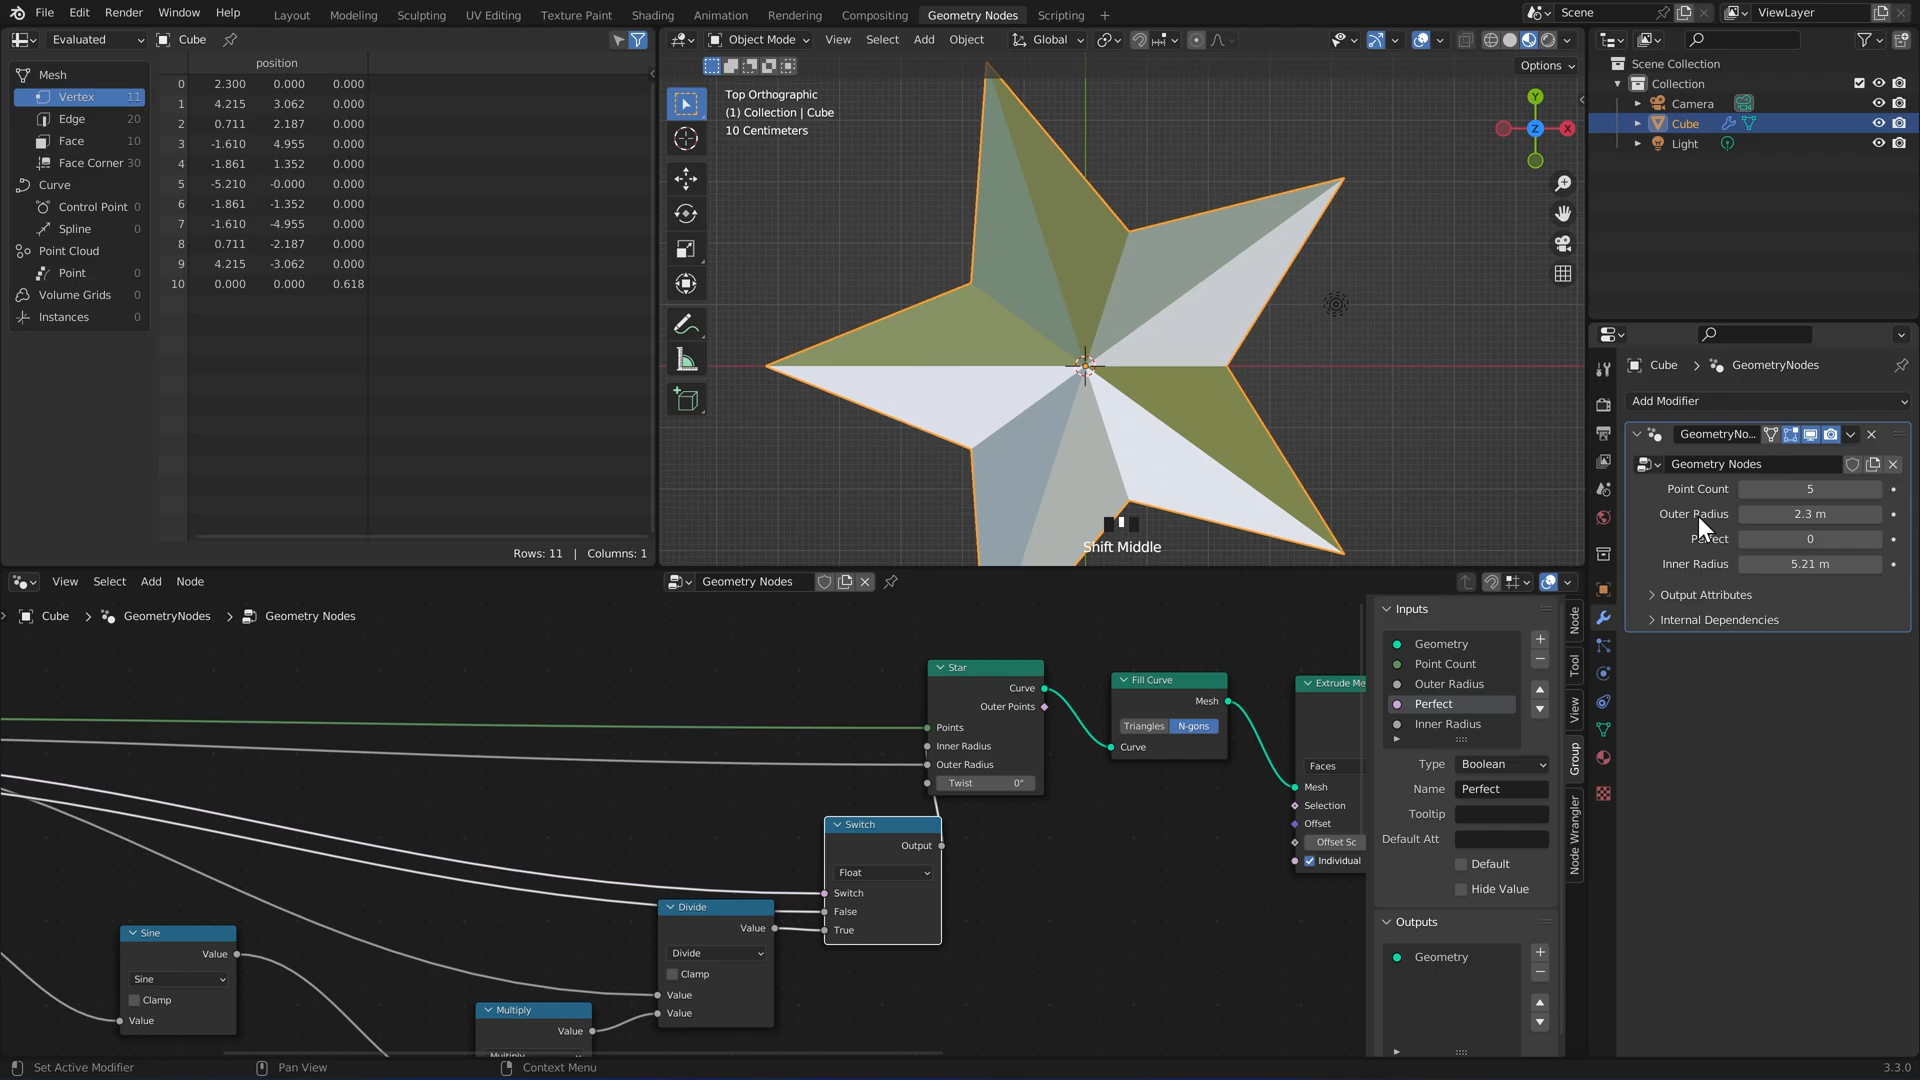 File Edit Render Window Help Layout Modeling Sculpting UV Editing Texture Paint Shading Animation Rendering Compositing Geometry Nodes Scripting + Scene ViewLayer
Evaluated Cube
Object Mode View Select Add Object Global
Options
position
Mesh
Vertex 11
Edge 20
Face 10
Face Corner 30
Curve
Control Point 0
Spline 0
Point Cloud
Point 0
Volume Grids 0
Instances 0
0 2.300 0.000 0.000
1 4.215 3.062 0.000
2 0.711 2.187 0.000
3 -1.610 4.955 0.000
4 -1.861 1.352 0.000
5 -5.210 -0.000 0.000
6 -1.861 -1.352 0.000
7 -1.610 -4.955 0.000
8 0.711 -2.187 0.000
9 4.215 -3.062 0.000
10 0.000 0.000 0.618
Rows: 11 | Columns: 1
Top Orthographic
(1) Collection | Cube
10 Centimeters
Y
X
Z
Shift Middle
Scene Collection
Collection
Camera
Cube
Light
Cube > GeometryNodes
Add Modifier
GeometryNo...
Geometry Nodes
Point Count 5
Outer Radius 2.3 m
0
Inner Radius 5.21 m
Output Attributes
Internal Dependencies
View Select Add Node
Geometry Nodes
Cube > GeometryNodes > Geometry Nodes
Star
Curve
Outer Points
Points
Inner Radius
Outer Radius
Twist 0°
Fill Curve
Mesh
Triangles N-gons
Curve
Extrude Me
Faces
Mesh
Selection
Offset
Offset Sc
Individual
Switch
Output
Float
Switch
False
True
Divide
Value
Divide
Clamp
Value
Value
Sine
Value
Sine
Clamp
Value
Multiply
Value
Multiply
Inputs
Geometry
Point Count
Outer Radius
Perfect
Inner Radius
Type Boolean
Name Perfect
Tooltip
Default Att
Default
Hide Value
Outputs
Geometry
Node
Tool
View
Group
Node Wrangler
Set Active Modifier Pan View Context Menu 3.3.0